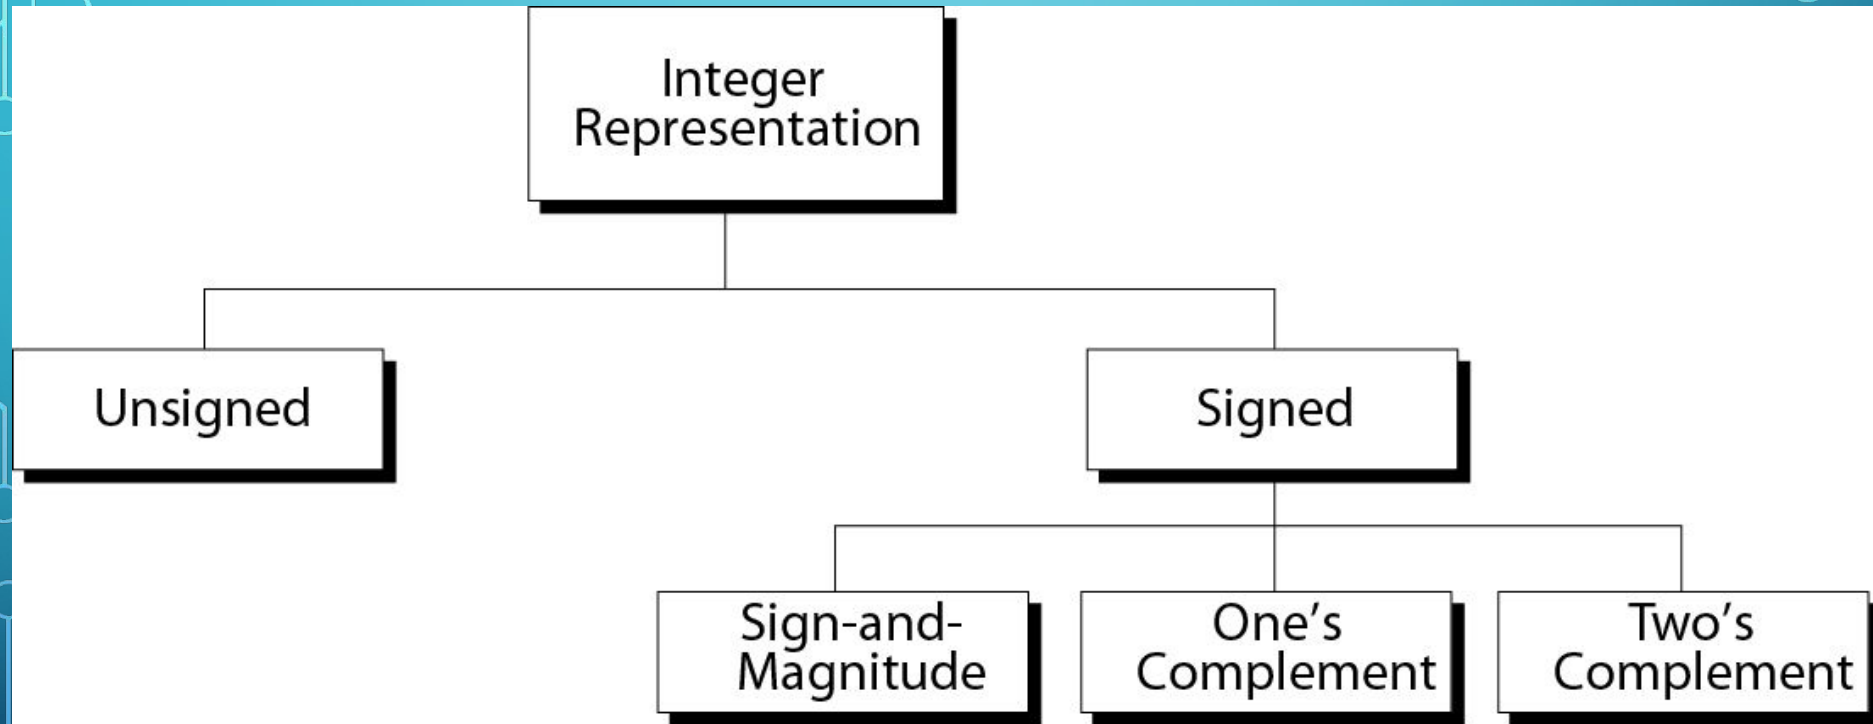 Integer
Representation
Unsigned
Signed
Sign-and-
Magnitude
One’s
Complement
Two’s
Complement